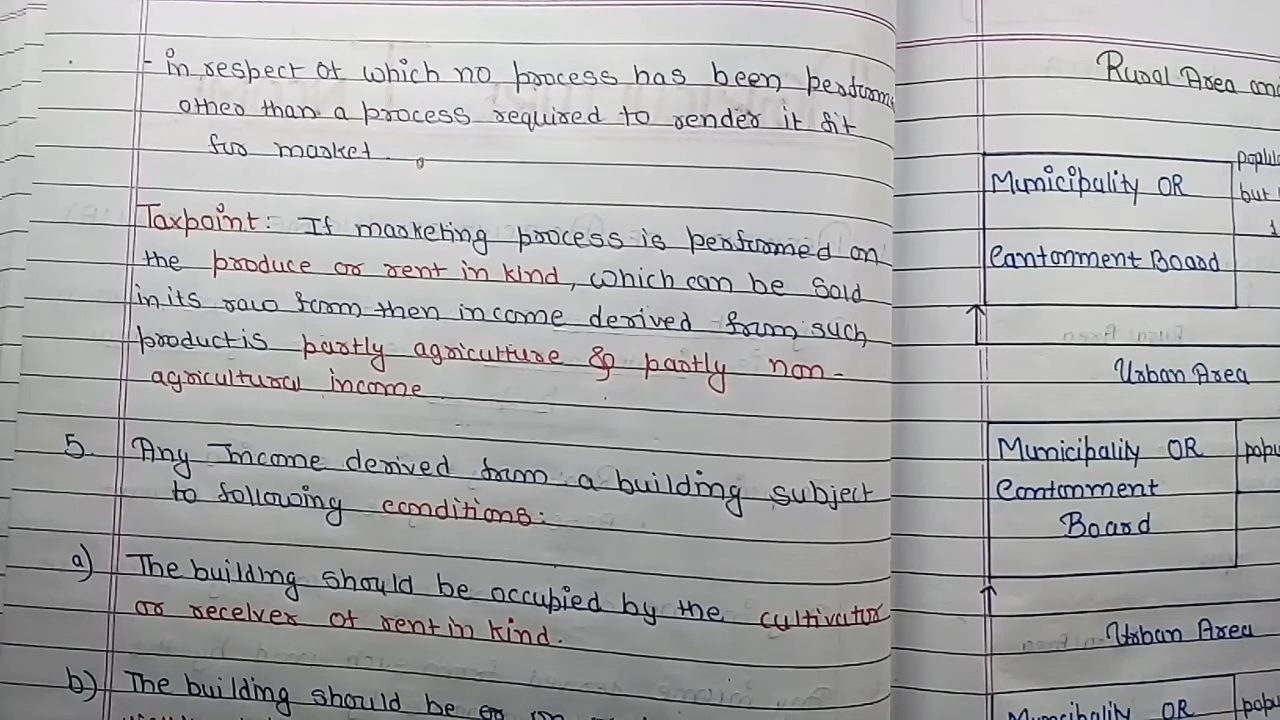 - in respect of which no process has been perform
other than a process required to render it fit
for market.
Taxpoint: If marketing process is performed on
the produce or rent in kind, which can be sold
in its raw form then income derived from such
product is partly agriculture & partly non-
agricultural income
5. Any Income derived from a building subject
to following conditions:
a) The building should be occupied by the cultivator
or receiver of rent in kind.
b) The building should be
Rural Area
Municipality OR
Cantonment Board
but
Urban Area
Municipality OR
Cantonment
Board
popu
Urban Area
Municipality OR
popu